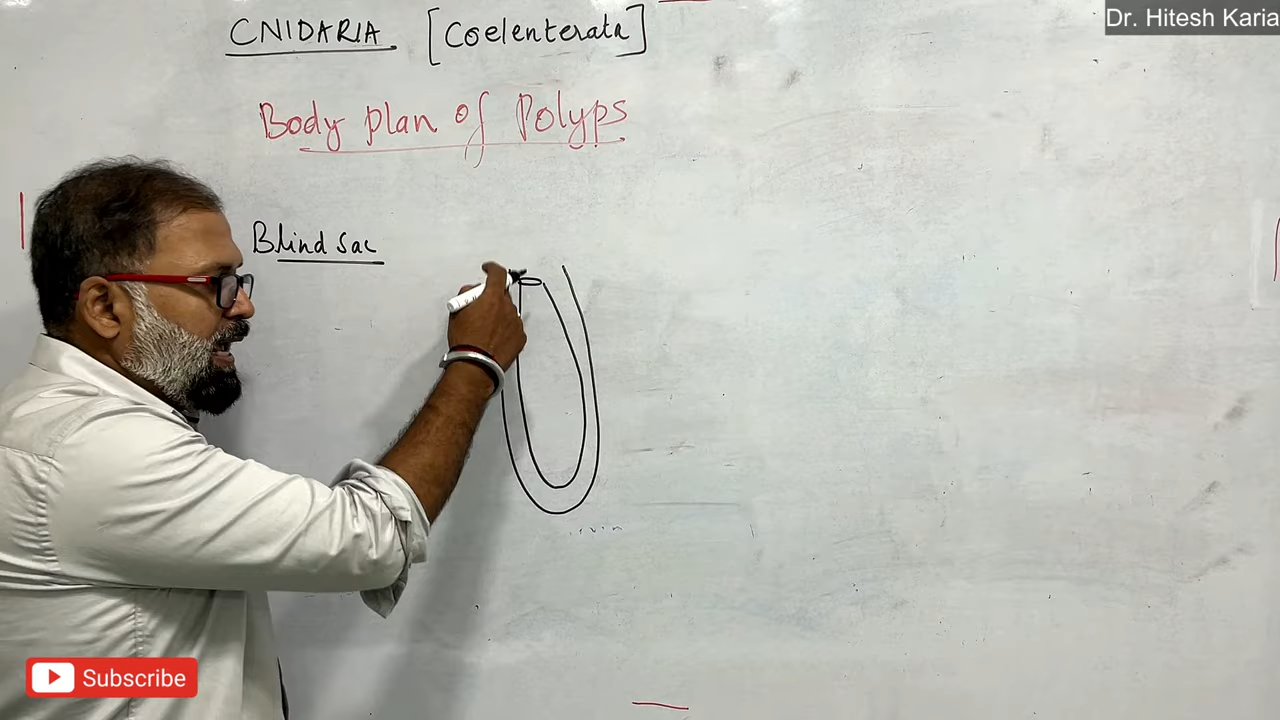 CNIDARIA [Coelenterata]
Dr. Hitesh Karia
Body plan of Polyps
Blind sac
Subscribe